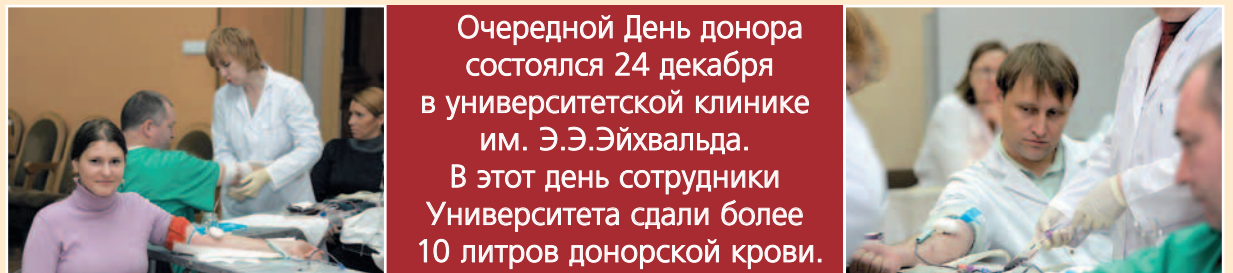 Очередной День донора
состоялся 24 декабря
в университетской клинике
им. Э.Э.Эйхвальда.
В этот день сотрудники
Университета сдали более
10 литров донорской крови.